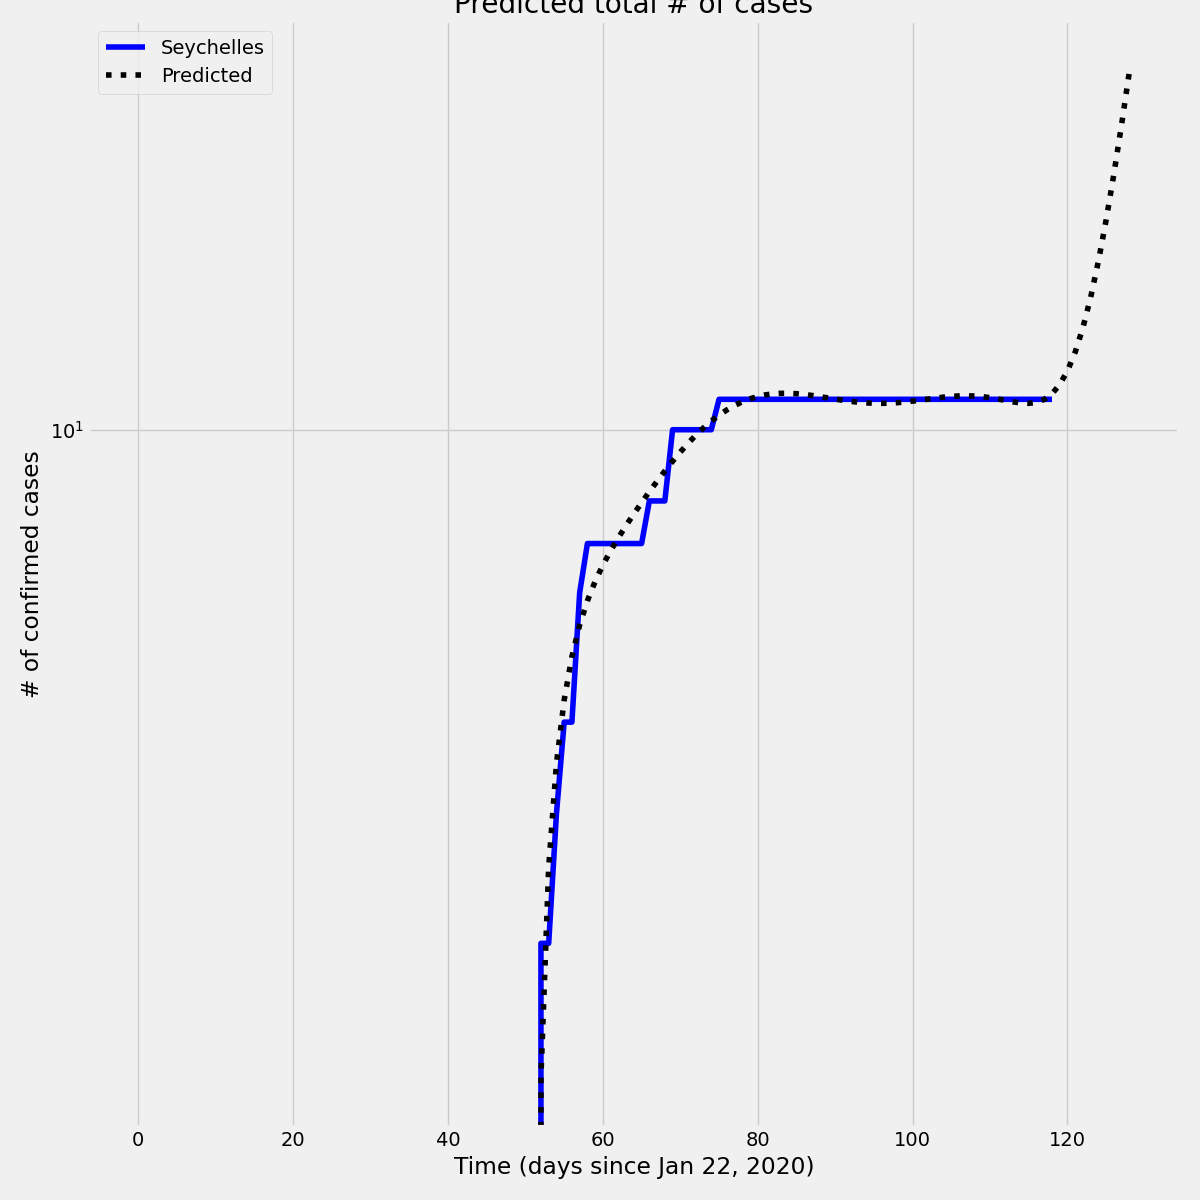 Predicted total # of cases
Seychelles
Predicted
10¹
# of confirmed cases
0 20 40 60 80 100 120
Time (days since Jan 22, 2020)